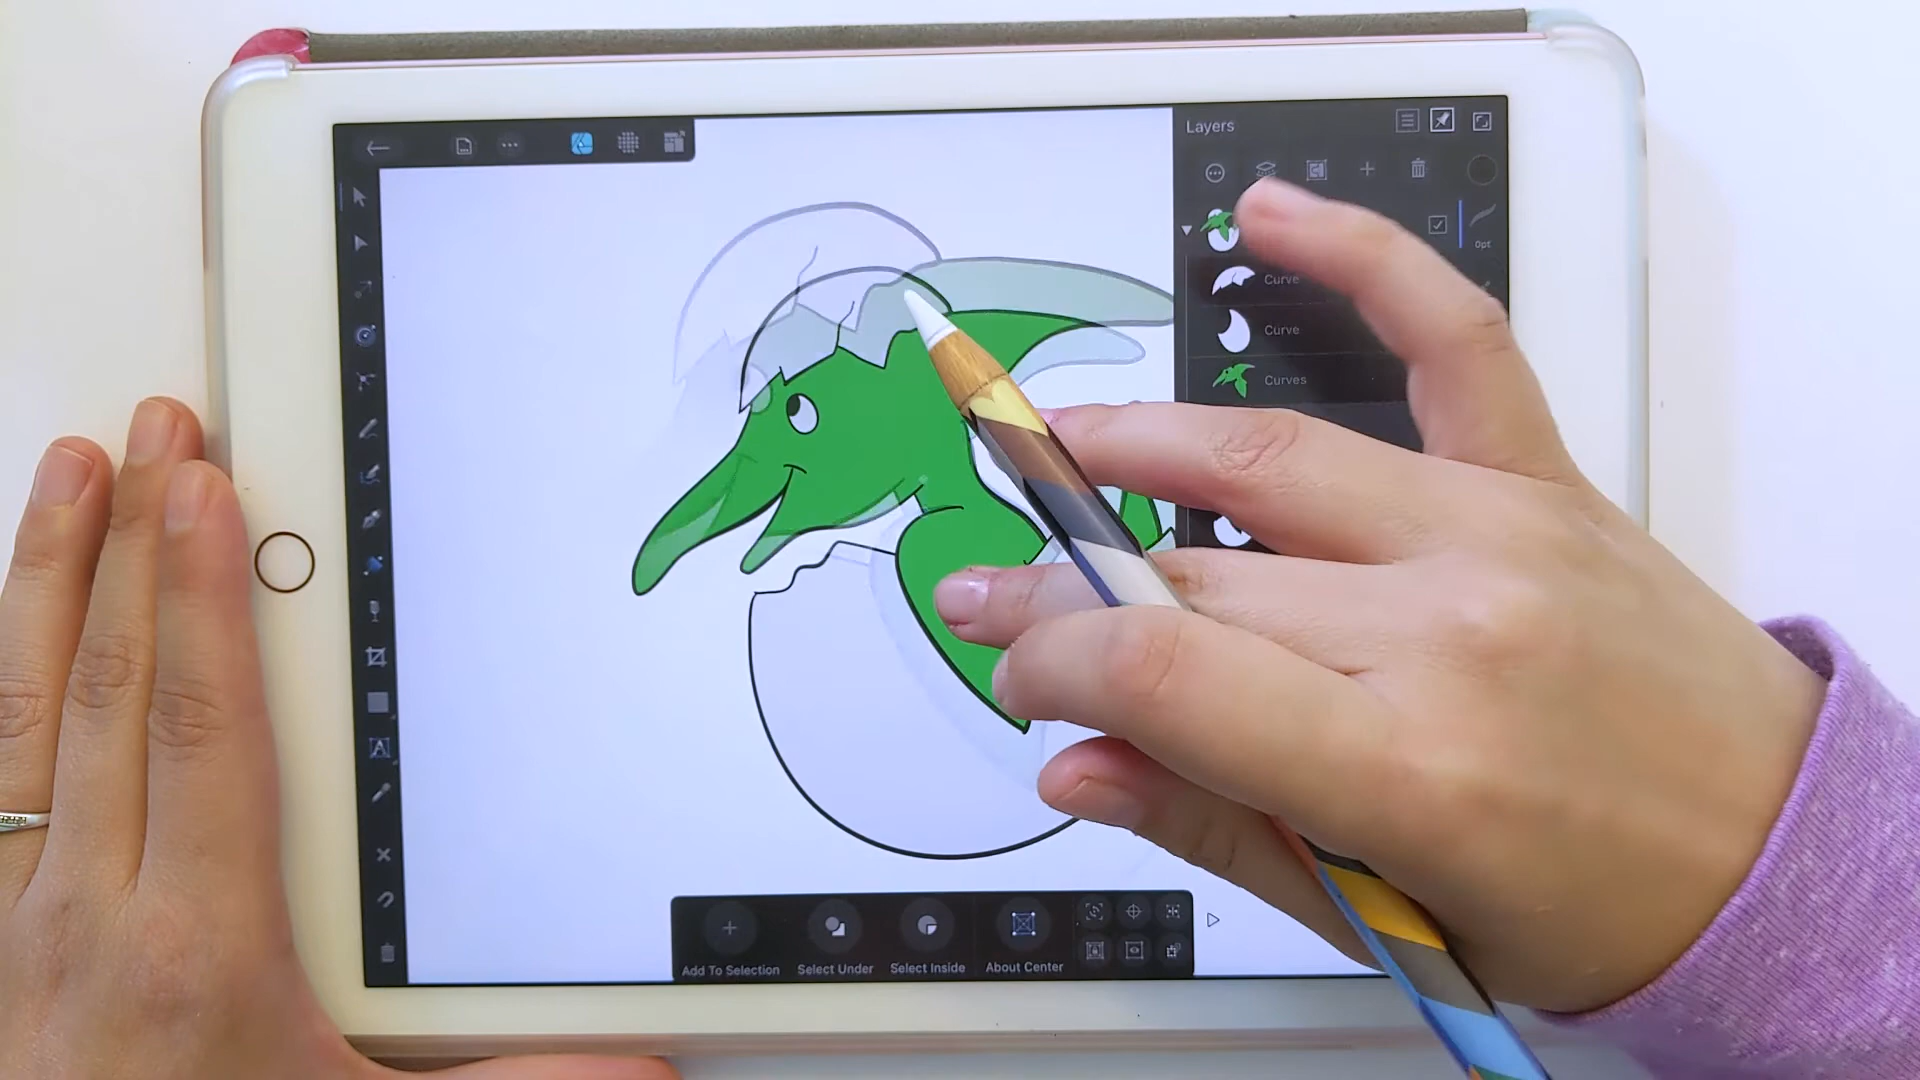 Layers
0pt
Curve
Curve
Curves
A
Add To Selection
Select Under
Select Inside
About Center